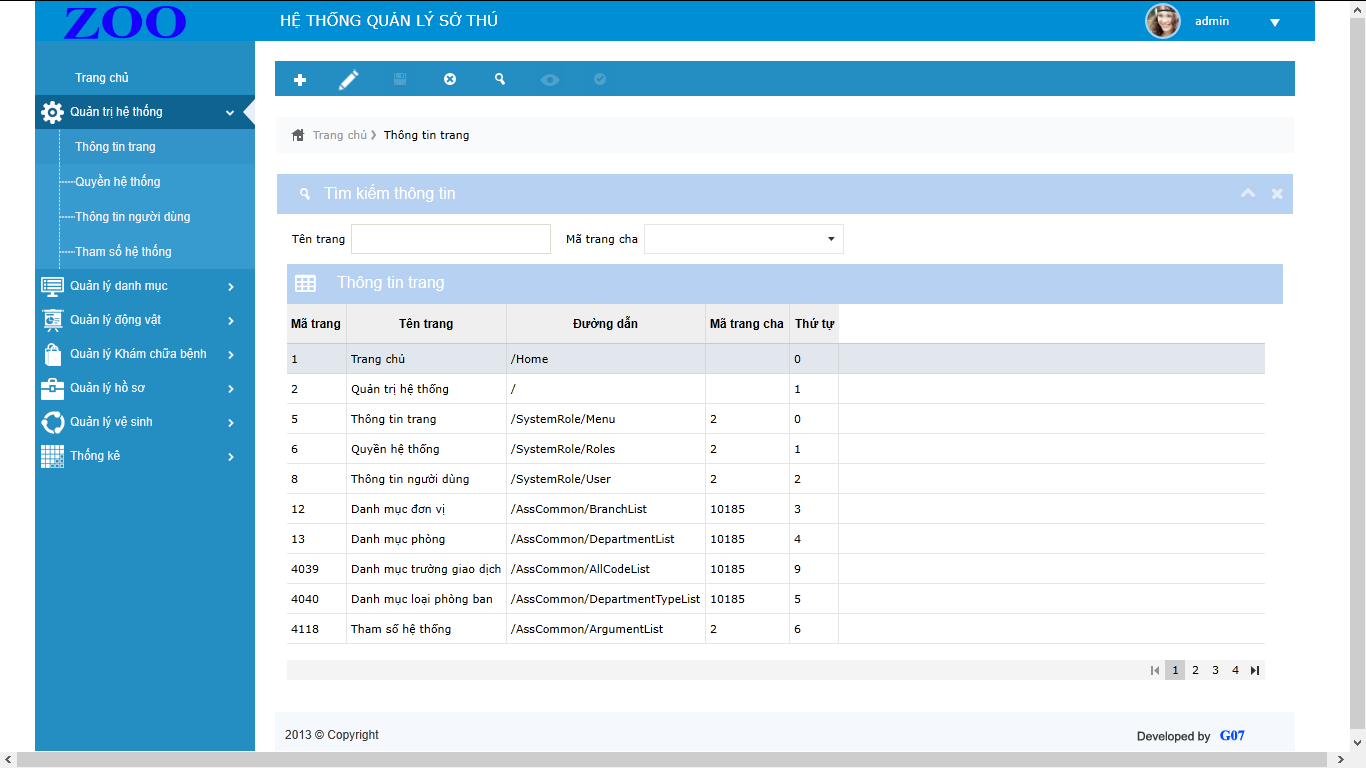 ZOO
HỆ THỐNG QUẢN LÝ SỞ THÚ
admin
Trang chủ
Quản trị hệ thống
Thông tin trang
Quyền hệ thống
Thông tin người dùng
Tham số hệ thống
Quản lý danh mục
Quản lý động vật
Quản lý Khám chữa bệnh
Quản lý hồ sơ
Quản lý vệ sinh
Thống kê
Trang chủ Thông tin trang
Tìm kiếm thông tin
Tên trang Mã trang cha
Thông tin trang
Mã trang Tên trang Đường dẫn Mã trang cha Thứ tự
1 Trang chủ /Home 0
2 Quản trị hệ thống / 1
5 Thông tin trang /SystemRole/Menu 2 0
6 Quyền hệ thống /SystemRole/Roles 2 1
8 Thông tin người dùng /SystemRole/User 2 2
12 Danh mục đơn vị /AssCommon/BranchList 10185 3
13 Danh mục phòng /AssCommon/DepartmentList 10185 4
4039 Danh mục trường giao dịch /AssCommon/AllCodeList 10185 9
4040 Danh mục loại phòng ban /AssCommon/DepartmentTypeList 10185 5
4118 Tham số hệ thống /AssCommon/ArgumentList 2 6
1 2 3 4
2013 © Copyright
Developed by G07